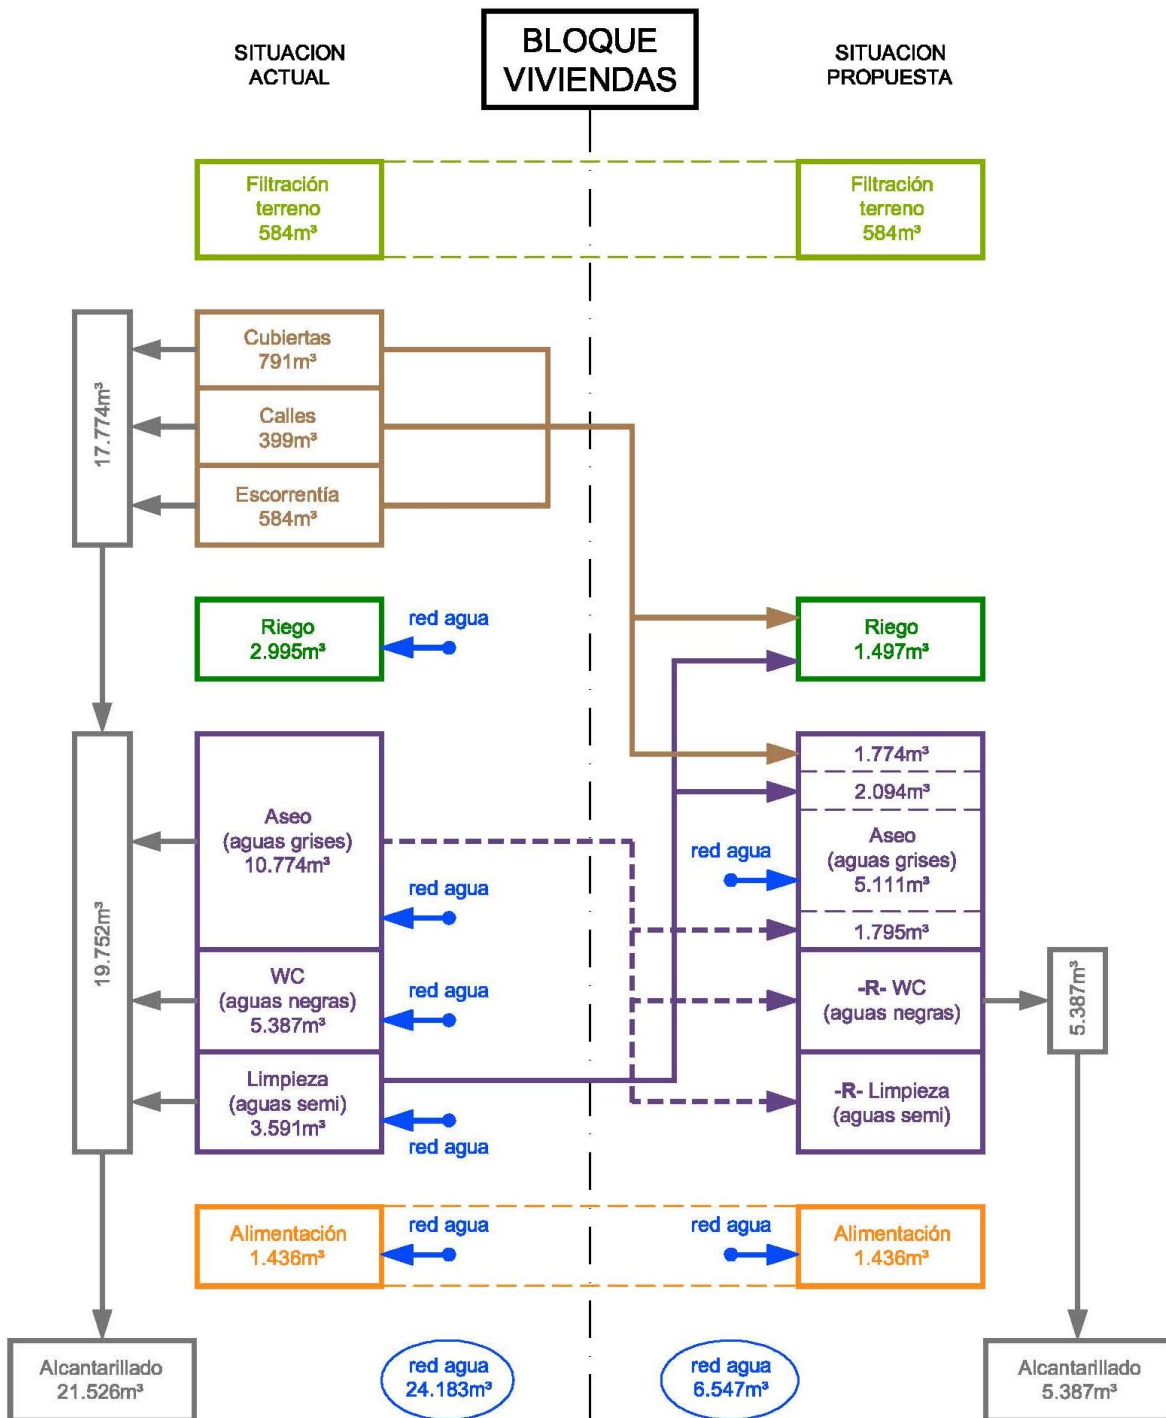 SITUACION
ACTUAL
BLOQUE
VIVIENDAS
SITUACION
PROPUESTA
Filtración
terreno
584m³
Filtración
terreno
584m³
17.774m³
Cubiertas
791m³
Calles
399m³
Escorrentía
584m³
Riego
2.995m³
red agua
Riego
1.497m³
19.752m³
Aseo
(aguas grises)
10.774m³
red agua
WC
(aguas negras)
5.387m³
red agua
Limpieza
(aguas semi)
3.591m³
red agua
1.774m³
2.094m³
red agua
Aseo
(aguas grises)
5.111m³
1.795m³
-R- WC
(aguas negras)
5.387m³
-R- Limpieza
(aguas semi)
Alimentación
1.436m³
red agua
red agua
Alimentación
1.436m³
Alcantarillado
21.526m³
red agua
24.183m³
red agua
6.547m³
Alcantarillado
5.387m³